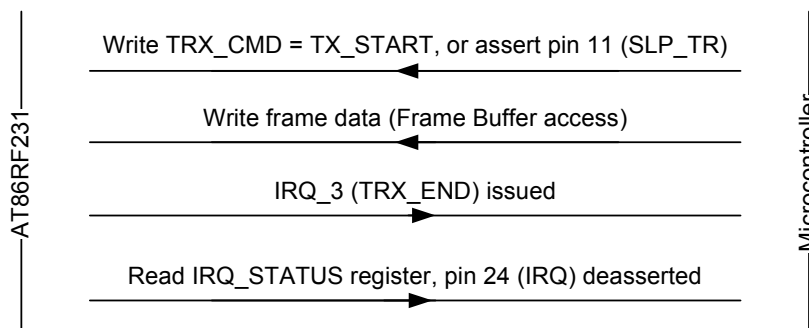 Write TRX_CMD = TX_START, or assert pin 11 (SLP_TR)
Write frame data (Frame Buffer access)
IRQ_3 (TRX_END) issued
Read IRQ_STATUS register, pin 24 (IRQ) deasserted
AT86RF231
Microcontroller